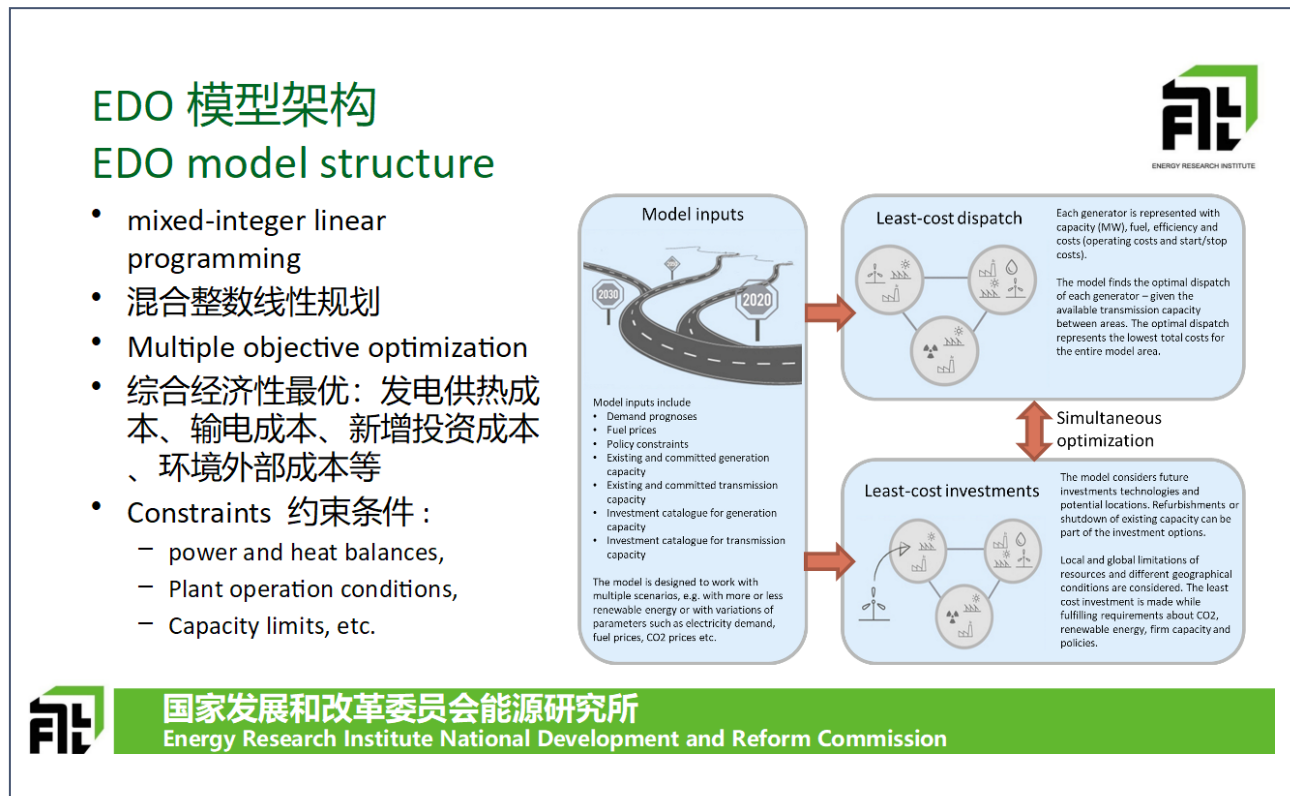 EDO 模型架构
EDO model structure
ENERGY RESEARCH INSTITUTE
• mixed-integer linear
programming
• 混合整数线性规划
• Multiple objective optimization
• 综合经济性最优：发电供热成
本、输电成本、新增投资成本
、环境外部成本等
• Constraints 约束条件 :
– power and heat balances,
– Plant operation conditions,
– Capacity limits, etc.
Model inputs
2030
2020
Model inputs include
• Demand prognoses
• Fuel prices
• Policy constraints
• Existing and committed generation
capacity
• Existing and committed transmission
capacity
• Investment catalogue for generation
capacity
• Investment catalogue for transmission
capacity
The model is designed to work with
multiple scenarios, e.g. with more or less
renewable energy or with variations of
parameters such as electricity demand,
fuel prices, CO2 prices etc.
Least-cost dispatch
Each generator is represented with
capacity (MW), fuel, efficiency and
costs (operating costs and start/stop
costs).
The model finds the optimal dispatch
of each generator – given the
available transmission capacity
between areas. The optimal dispatch
represents the lowest total costs for
the entire model area.
Simultaneous
optimization
Least-cost investments
The model considers future
investments technologies and
potential locations. Refurbishments or
shutdown of existing capacity can be
part of the investment options.
Local and global limitations of
resources and different geographical
conditions are considered. The least
cost investment is made while
fulfilling requirements about CO2,
renewable energy, firm capacity and
policies.
国家发展和改革委员会能源研究所
Energy Research Institute National Development and Reform Commission